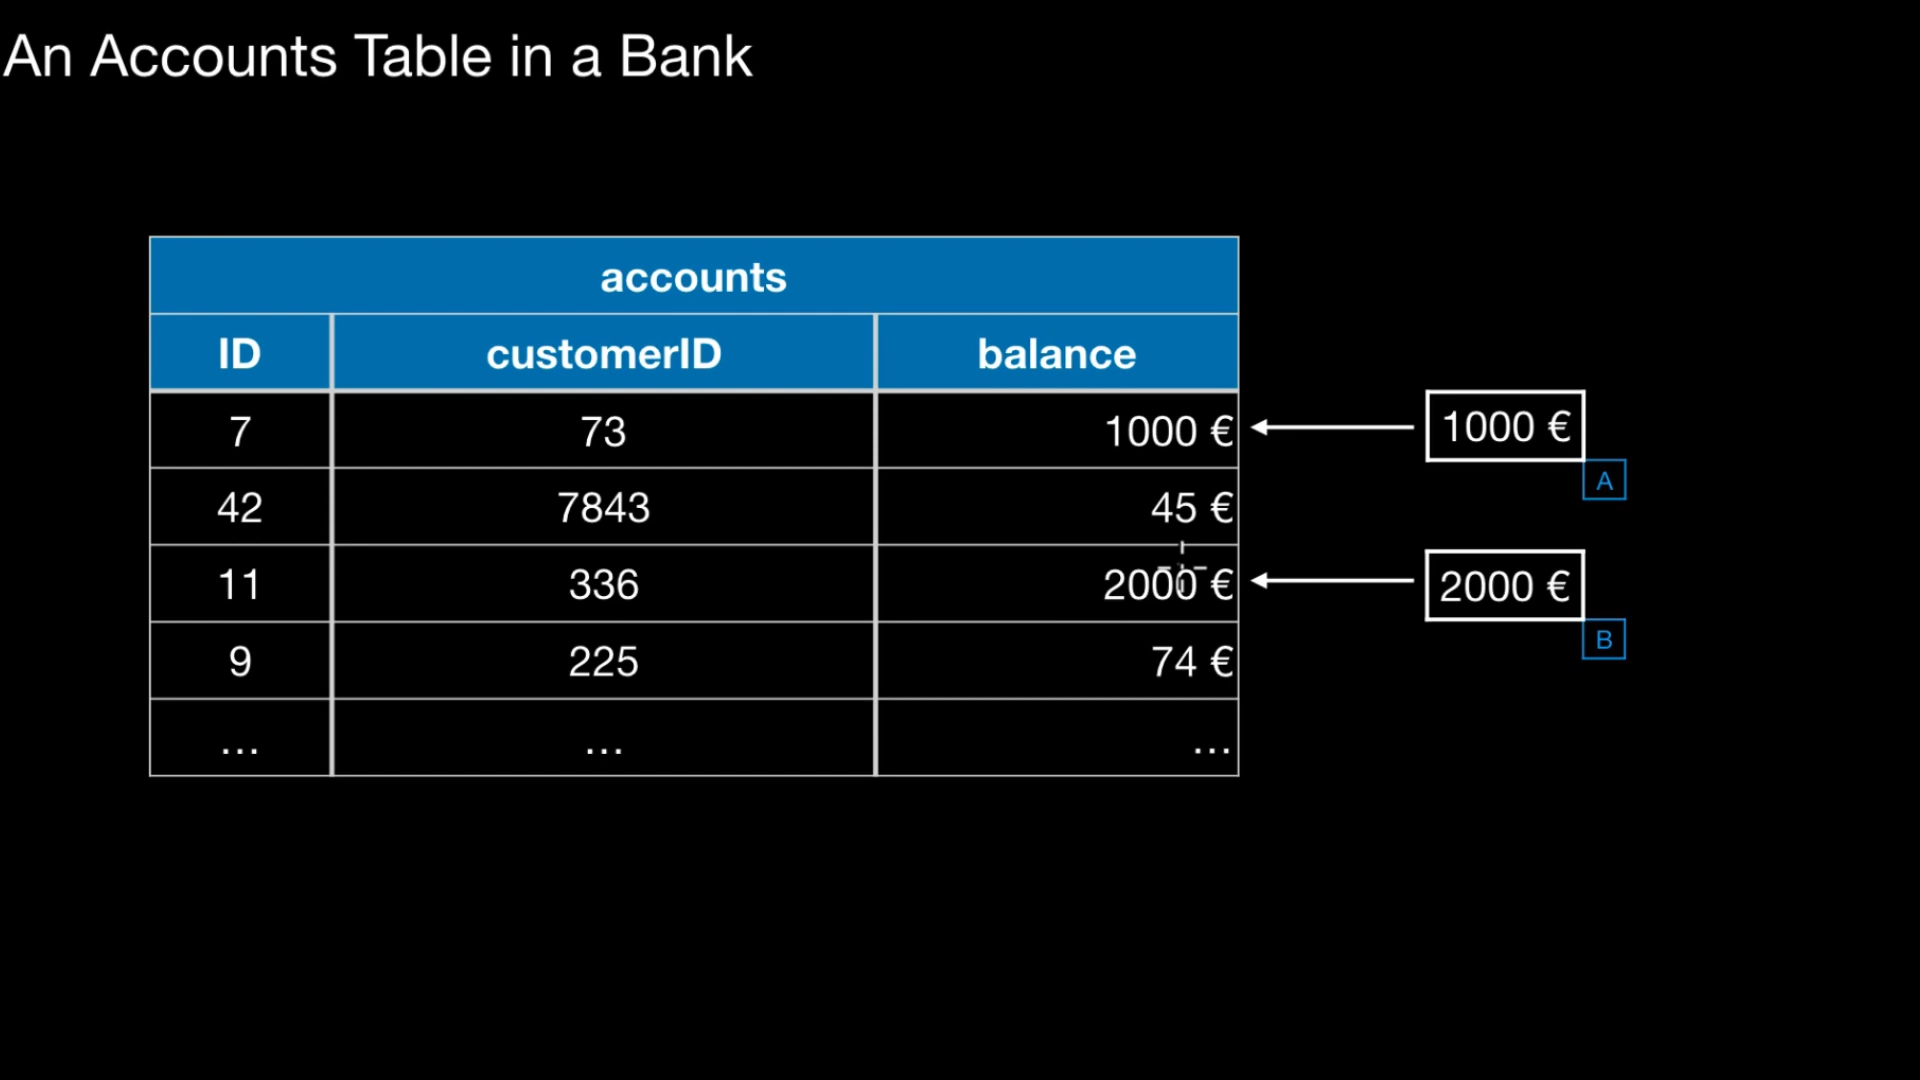 An Accounts Table in a Bank
accounts
ID customerID balance
7 73 1000 € 1000 €
A
42 7843 45 €
11 336 2000 € 2000 €
B
9 225 74 €
... ... ...